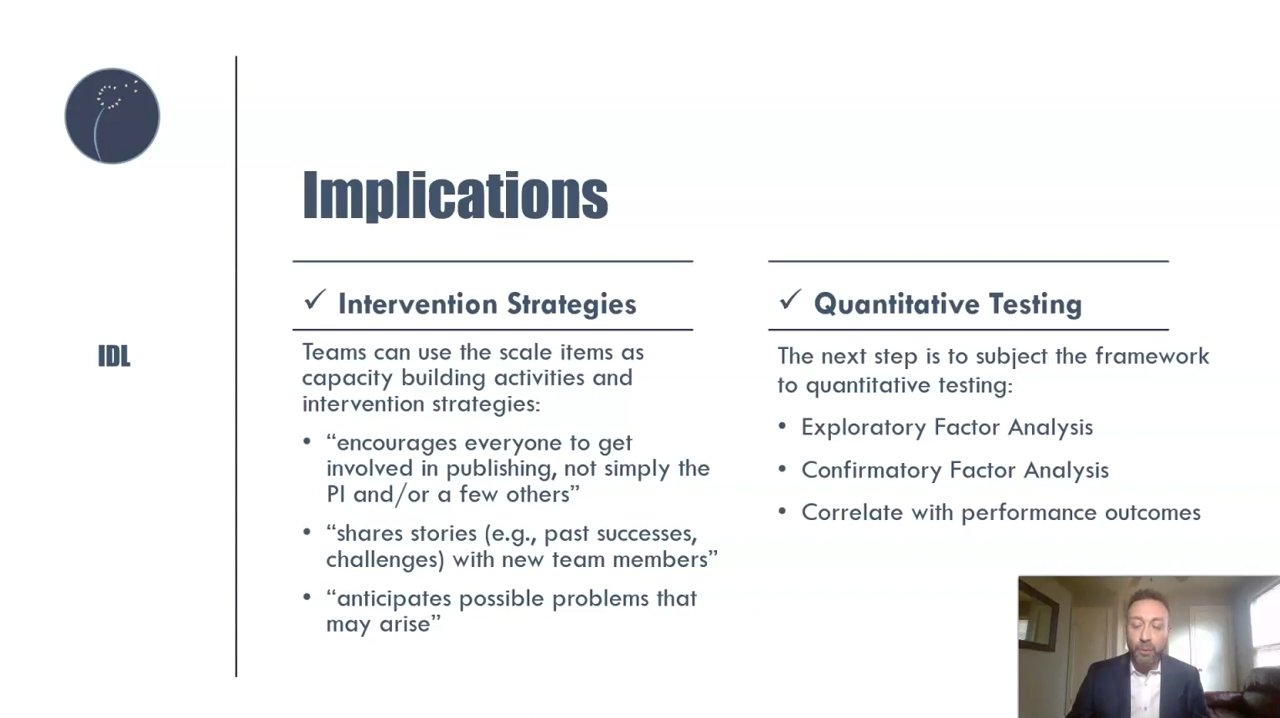 Implications
IDL
✓ Intervention Strategies
Teams can use the scale items as
capacity building activities and
intervention strategies:
• “encourages everyone to get
involved in publishing, not simply the
PI and/or a few others”
• “shares stories (e.g., past successes,
challenges) with new team members”
• “anticipates possible problems that
may arise”
✓ Quantitative Testing
The next step is to subject the framework
to quantitative testing:
• Exploratory Factor Analysis
• Confirmatory Factor Analysis
• Correlate with performance outcomes